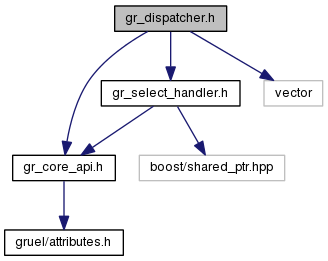 gr_dispatcher.h
gr_select_handler.h
vector
gr_core_api.h
boost/shared_ptr.hpp
gruel/attributes.h